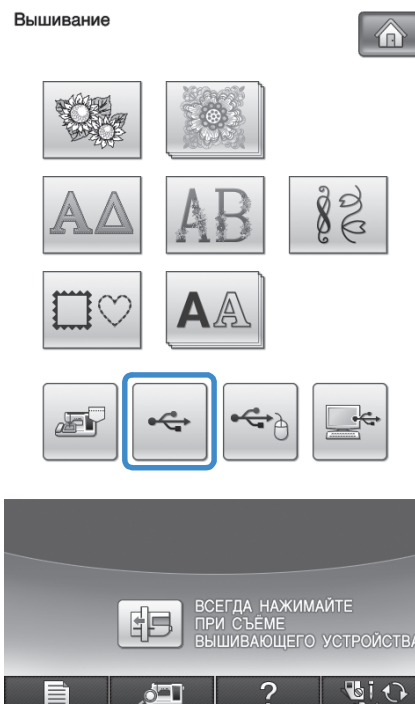 Вышивание
ВСЕГДА НАЖИМАЙТЕ
ПРИ СЪЁМЕ
ВЫШИВАЮЩЕГО УСТРОЙСТВА